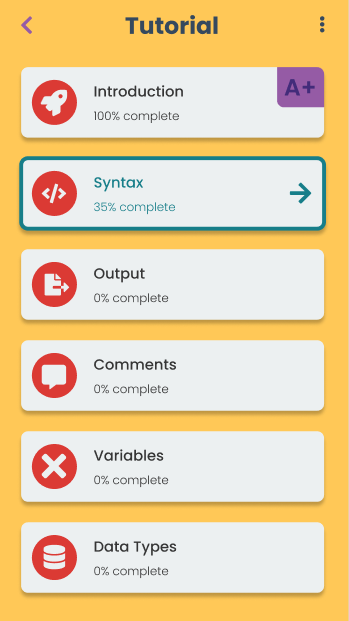 Tutorial
Introduction
A+
100% complete
Syntax
35% complete
Output
0% complete
Comments
0% complete
Variables
0% complete
Data Types
0% complete